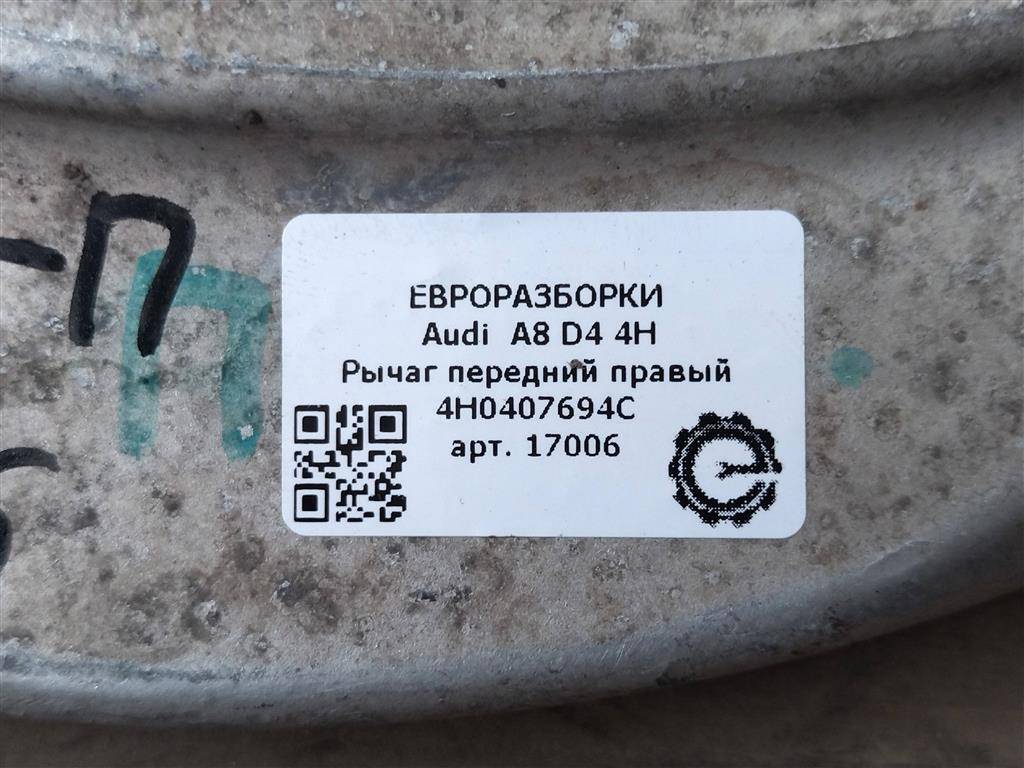 ЕВРОРАЗБОРКИ
Audi A8 D4 4H
Рычаг передний правый
4H0407694C
арт. 17006
-П
П